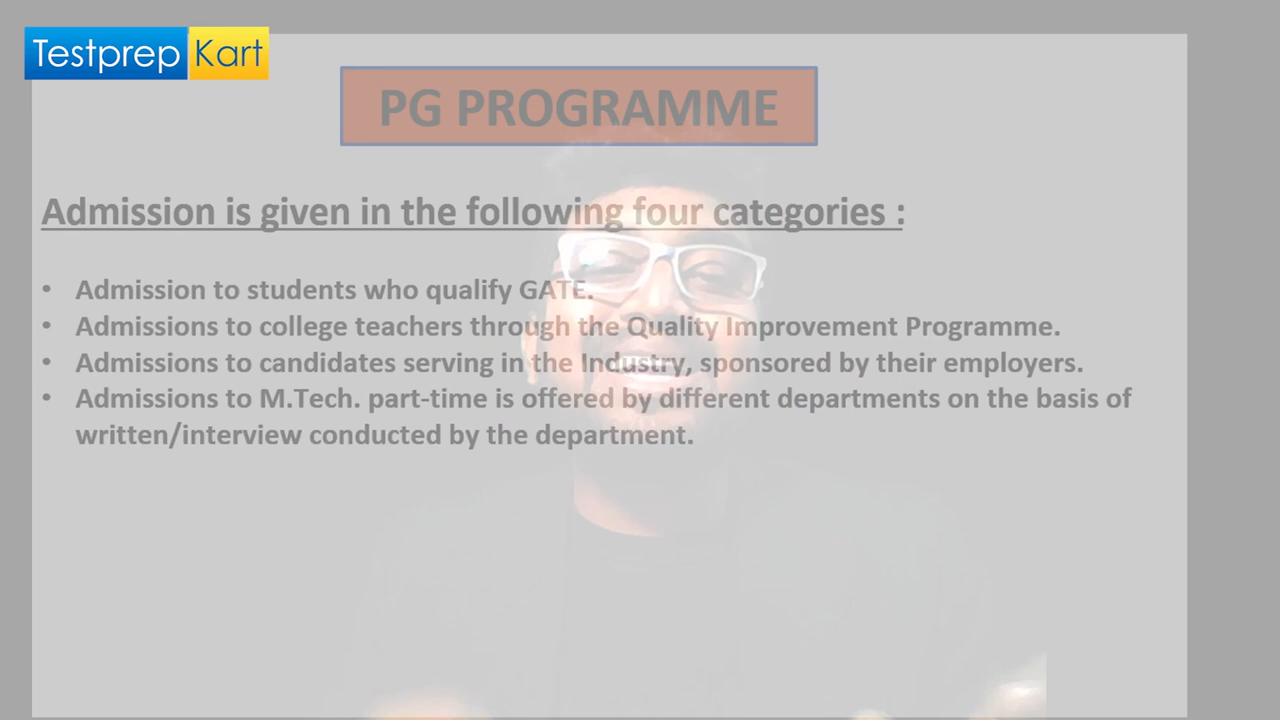 Testprep Kart
PG PROGRAMME
Admission is given in the following four categories :
• Admission to students who qualify GATE.
• Admissions to college teachers through the Quality Improvement Programme.
• Admissions to candidates serving in the Industry, sponsored by their employers.
• Admissions to M.Tech. part-time is offered by different departments on the basis of
written/interview conducted by the department.